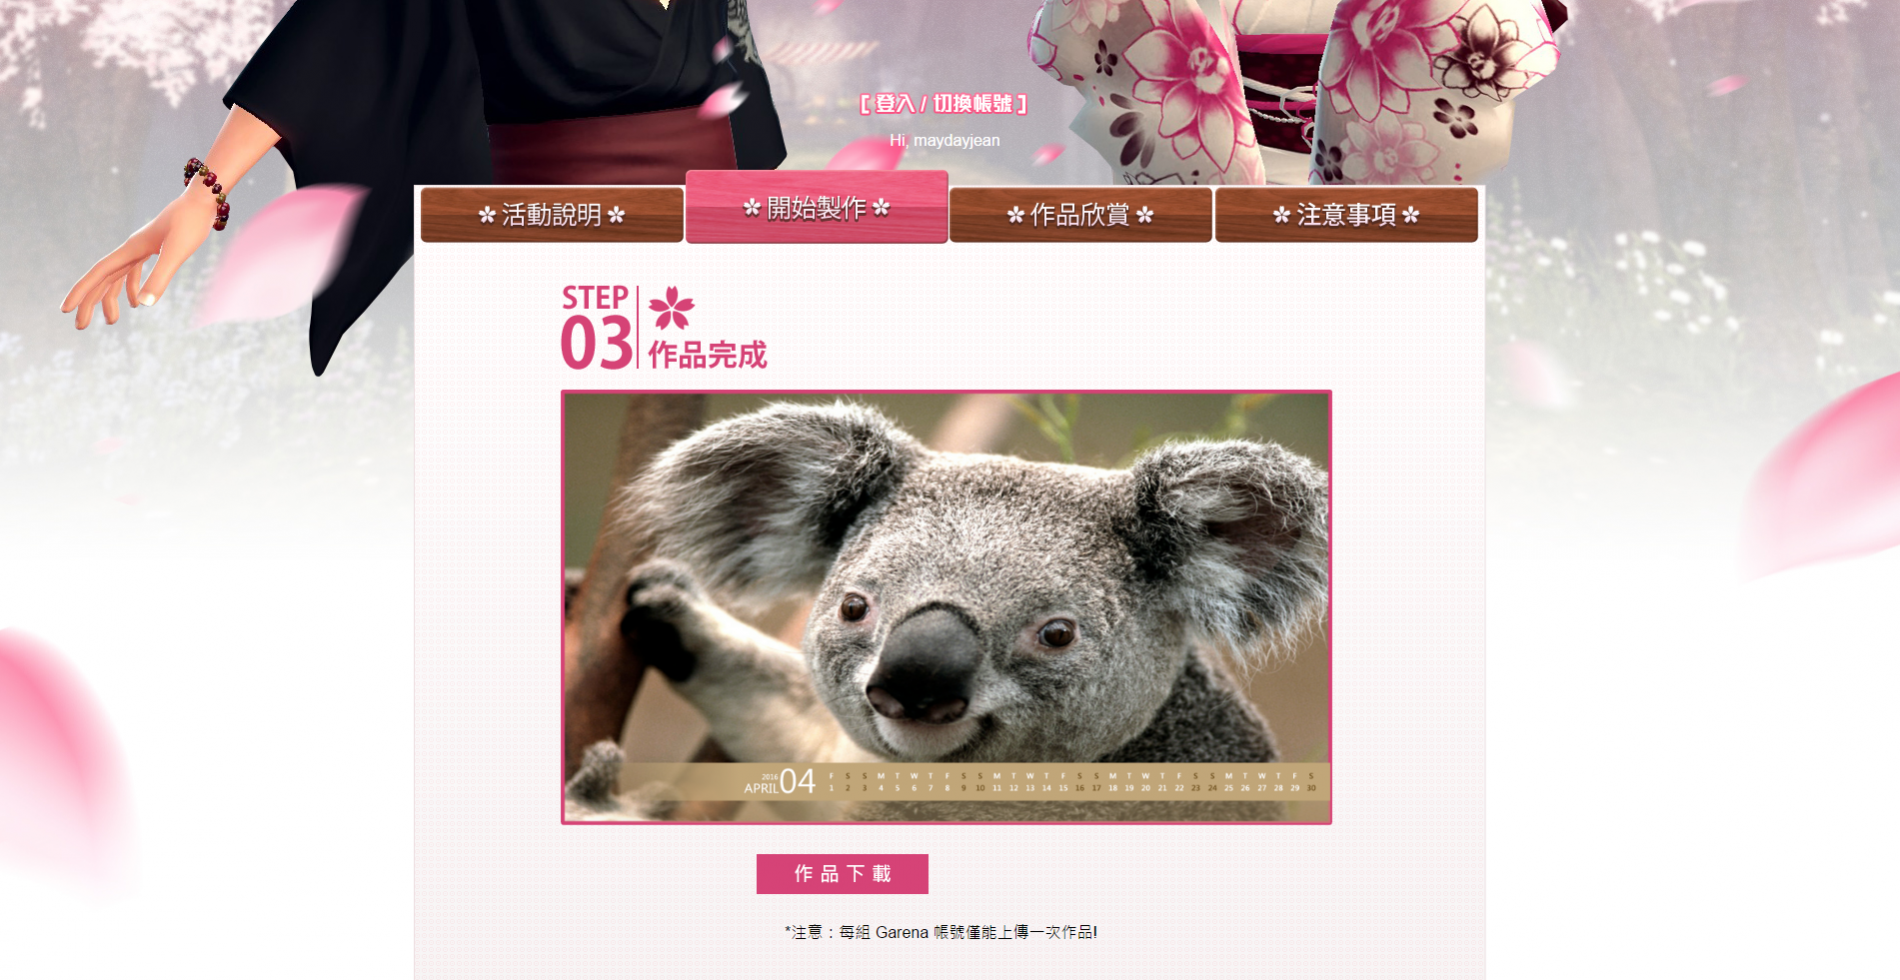 [ 登入 / 切換帳號 ]
Hi, maydayjean
活動說明
開始製作
作品欣賞
注意事項
STEP
03
作品完成
2016
APRIL 04
F S S M T W T F S S M T W T F S S M T W T F S S M T W T F S
1 2 3 4 5 6 7 8 9 10 11 12 13 14 15 16 17 18 19 20 21 22 23 24 25 26 27 28 29 30
作品下載
*注意：每組 Garena 帳號僅能上傳一次作品!